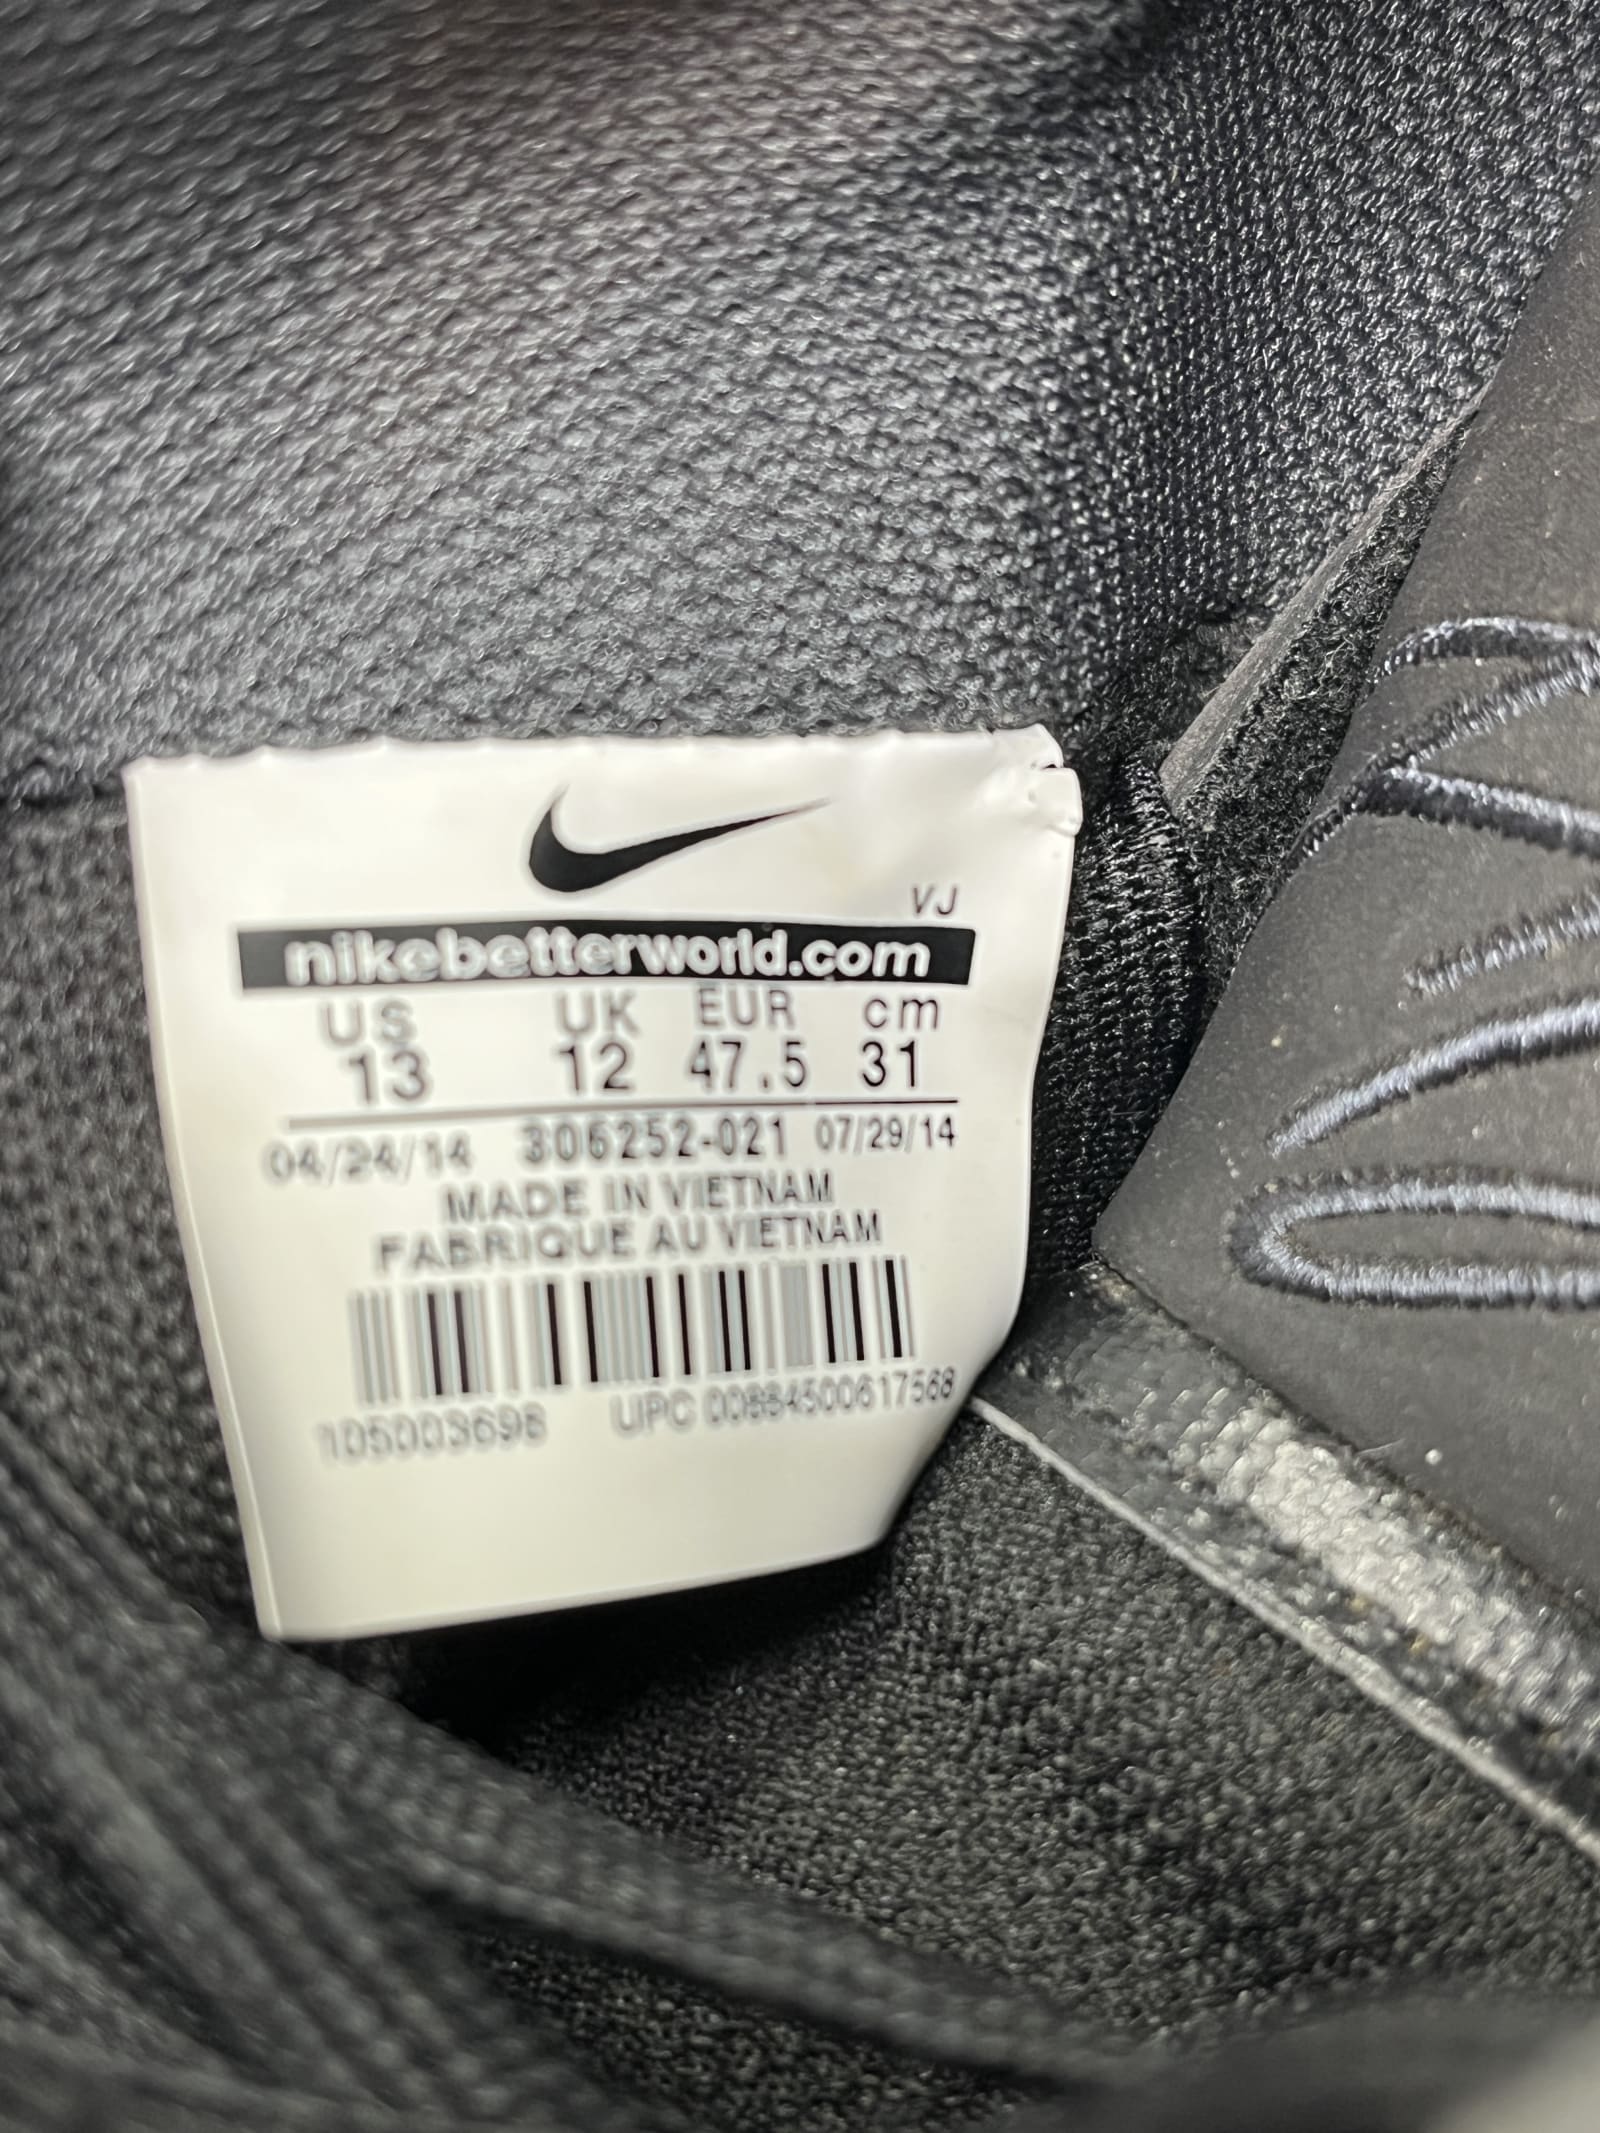 VJ
nikebetterworld.com
US UK EUR cm
13 12 47.5 31
04/24/14 306252-021 07/29/14
MADE IN VIETNAM
FABRIQUE AU VIETNAM
105003698 UPC 00884500617568